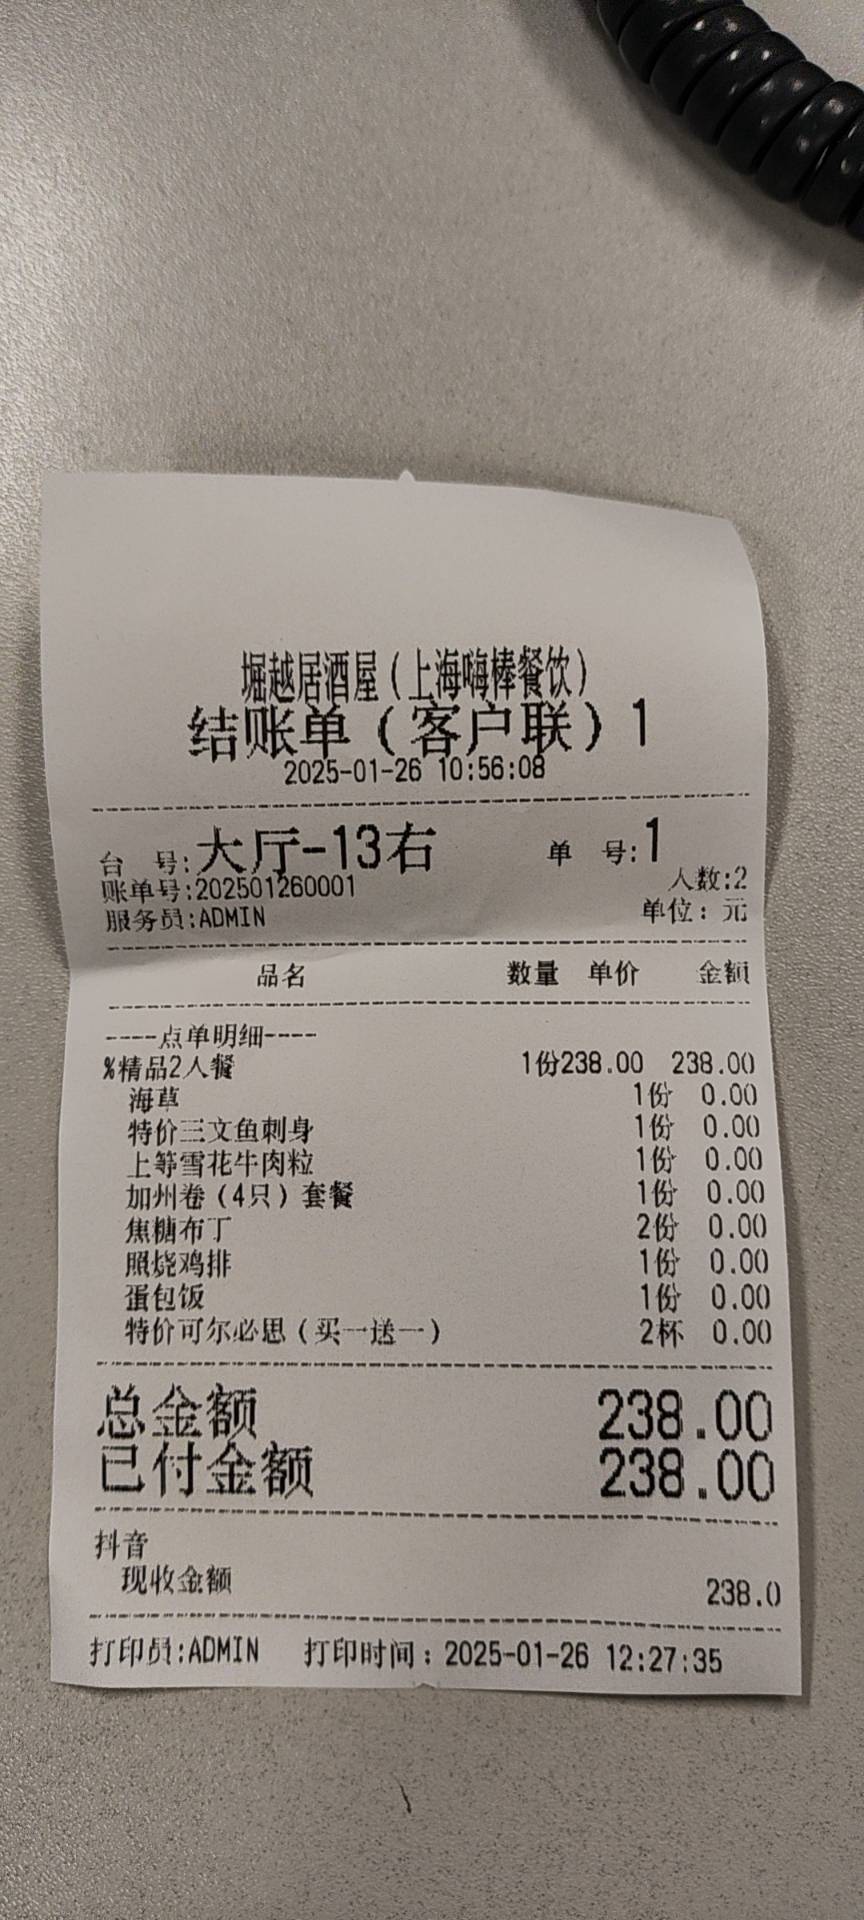 堀越居酒屋(上海嗨棒餐饮)
结账单(客户联)1
2025-01-26 10:56:08
台 号:大厅-13右 单 号:1
账单号:202501260001 人数:2
服务员:ADMIN 单位：元
品名 数量 单价 金额
----点单明细----
%精品2人餐 1份238.00 238.00
海草 1份 0.00
特价三文鱼刺身 1份 0.00
上等雪花牛肉粒 1份 0.00
加州卷(4只)套餐 1份 0.00
焦糖布丁 2份 0.00
照烧鸡排 1份 0.00
蛋包饭 1份 0.00
特价可尔必思(买一送一) 2杯 0.00
总金额 238.00
已付金额 238.00
抖音
现收金额 238.0
打印员:ADMIN 打印时间：2025-01-26 12:27:35